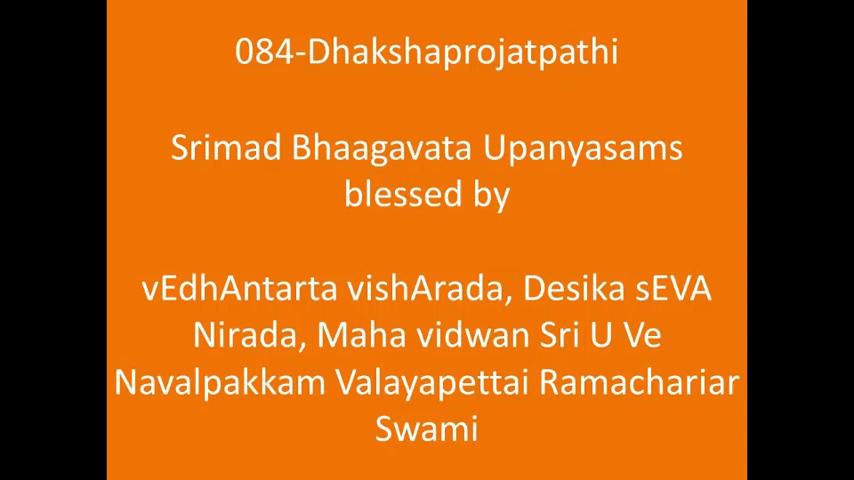 084-Dhakshaprojatpathi
Srimad Bhaagavata Upanyasams
blessed by
vEdhAntarta vishArada, Desika sEVA
Nirada, Maha vidwan Sri U Ve
Navalpakkam Valayapettai Ramachariar
Swami